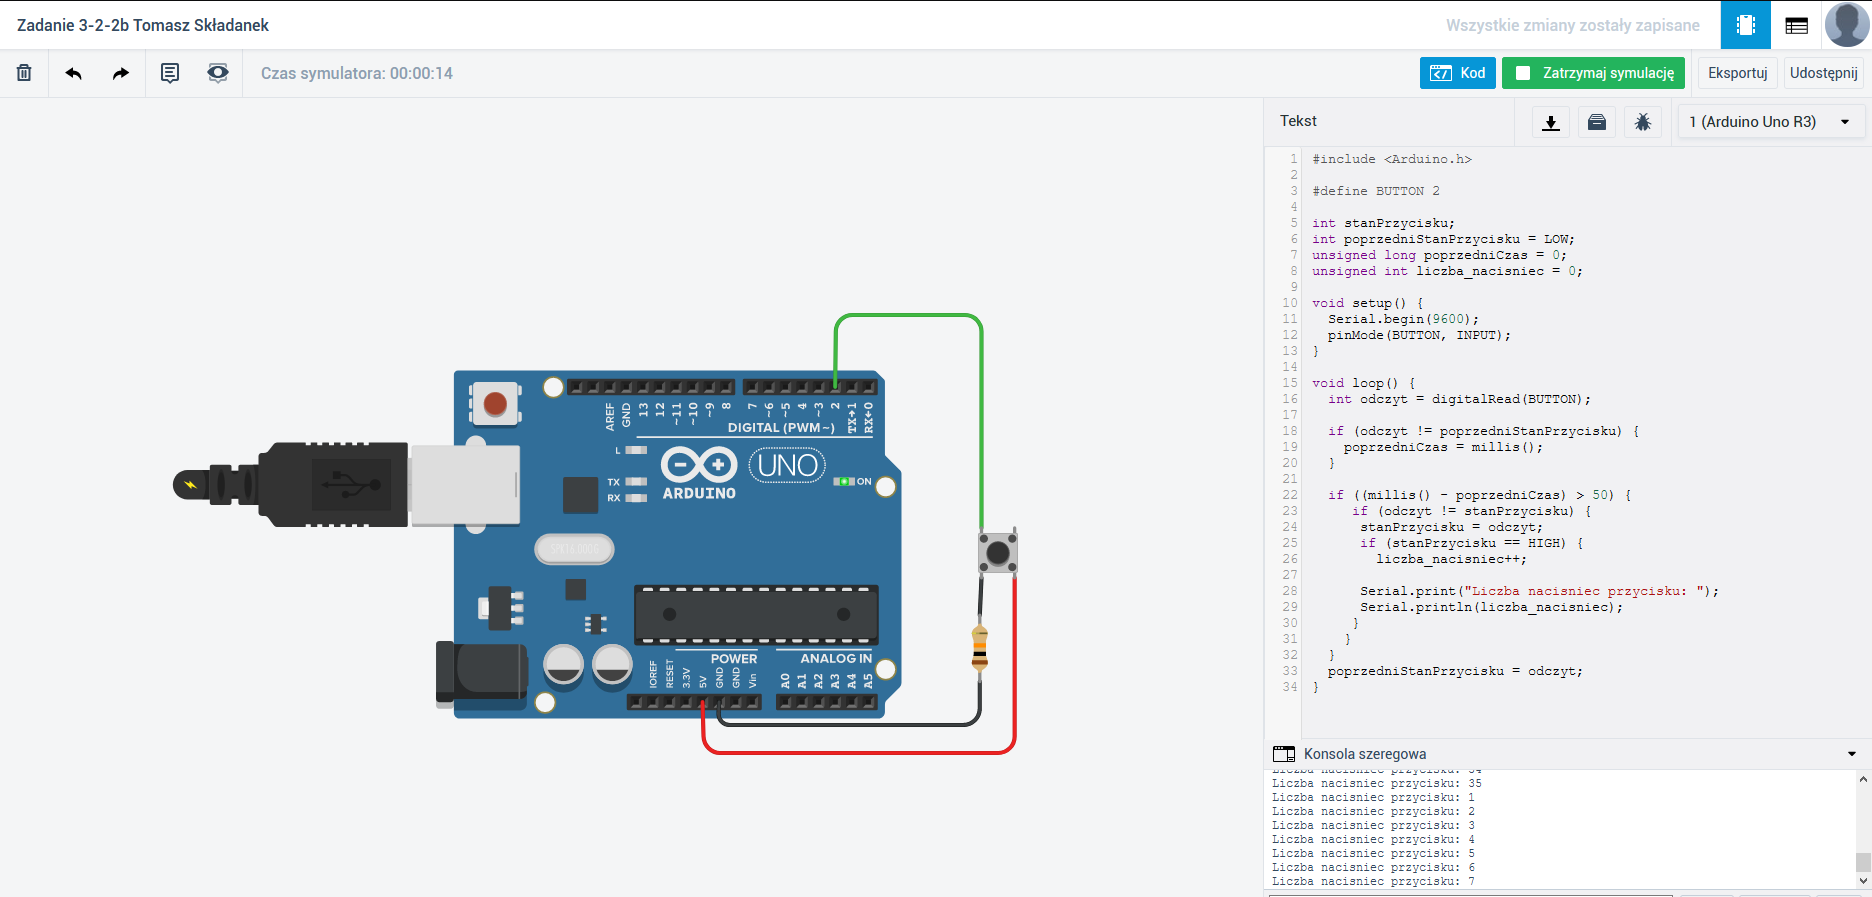 Zadanie 3-2-2b Tomasz Składanek
Wszystkie zmiany zostały zapisane
Czas symulatora: 00:00:14
Kod
Zatrzymaj symulację
Eksportuj
Udostępnij
Tekst
1 (Arduino Uno R3)
1 #include <Arduino.h>
2
3 #define BUTTON 2
4
5 int stanPrzycisku;
6 int poprzedniStanPrzycisku = LOW;
7 unsigned long poprzedniCzas = 0;
8 unsigned int liczba_nacisniec = 0;
9
10 void setup() {
11 Serial.begin(9600);
12 pinMode(BUTTON, INPUT);
13 }
14
15 void loop() {
16 int odczyt = digitalRead(BUTTON);
17
18 if (odczyt != poprzedniStanPrzycisku) {
19 poprzedniCzas = millis();
20 }
21
22 if ((millis() - poprzedniCzas) > 50) {
23 if (odczyt != stanPrzycisku) {
24 stanPrzycisku = odczyt;
25 if (stanPrzycisku == HIGH) {
26 liczba_nacisniec++;
27
28 Serial.print("Liczba nacisniec przycisku: ");
29 Serial.println(liczba_nacisniec);
30 }
31 }
32 }
33 poprzedniStanPrzycisku = odczyt;
34 }
AREF
GND
13
12
~11
~10
~9
8
7
~6
~5
4
~3
2
TX→1
RX←0
DIGITAL (PWM~)
L
TX
RX
ARDUINO
UNO
ON
POWER
ANALOG IN
IOREF
RESET
3.3V
5V
GND
GND
Vin
A0
A1
A2
A3
A4
A5
Konsola szeregowa
Liczba nacisniec przycisku: 34
Liczba nacisniec przycisku: 35
Liczba nacisniec przycisku: 1
Liczba nacisniec przycisku: 2
Liczba nacisniec przycisku: 3
Liczba nacisniec przycisku: 4
Liczba nacisniec przycisku: 5
Liczba nacisniec przycisku: 6
Liczba nacisniec przycisku: 7